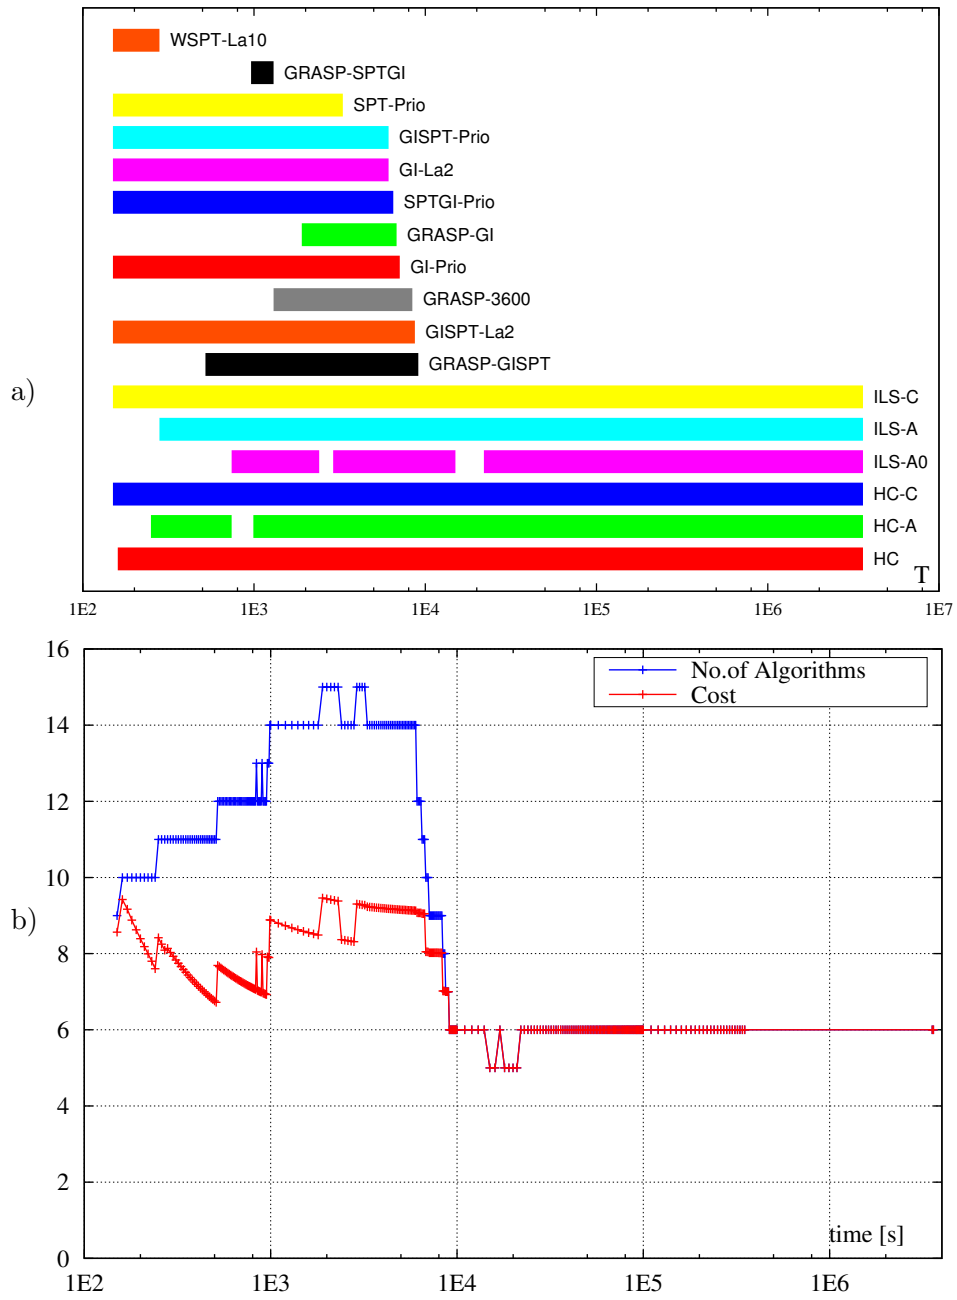 WSPT-La10
GRASP-SPTGI
SPT-Prio
GISPT-Prio
GI-La2
SPTGI-Prio
GRASP-GI
GI-Prio
GRASP-3600
GISPT-La2
GRASP-GISPT
a)
ILS-C
ILS-A
ILS-A0
HC-C
HC-A
HC
T
1E2 1E3 1E4 1E5 1E6 1E7
16
No.of Algorithms
Cost
14
12
10
b)
8
6
4
2
time [s]
0
1E2 1E3 1E4 1E5 1E6